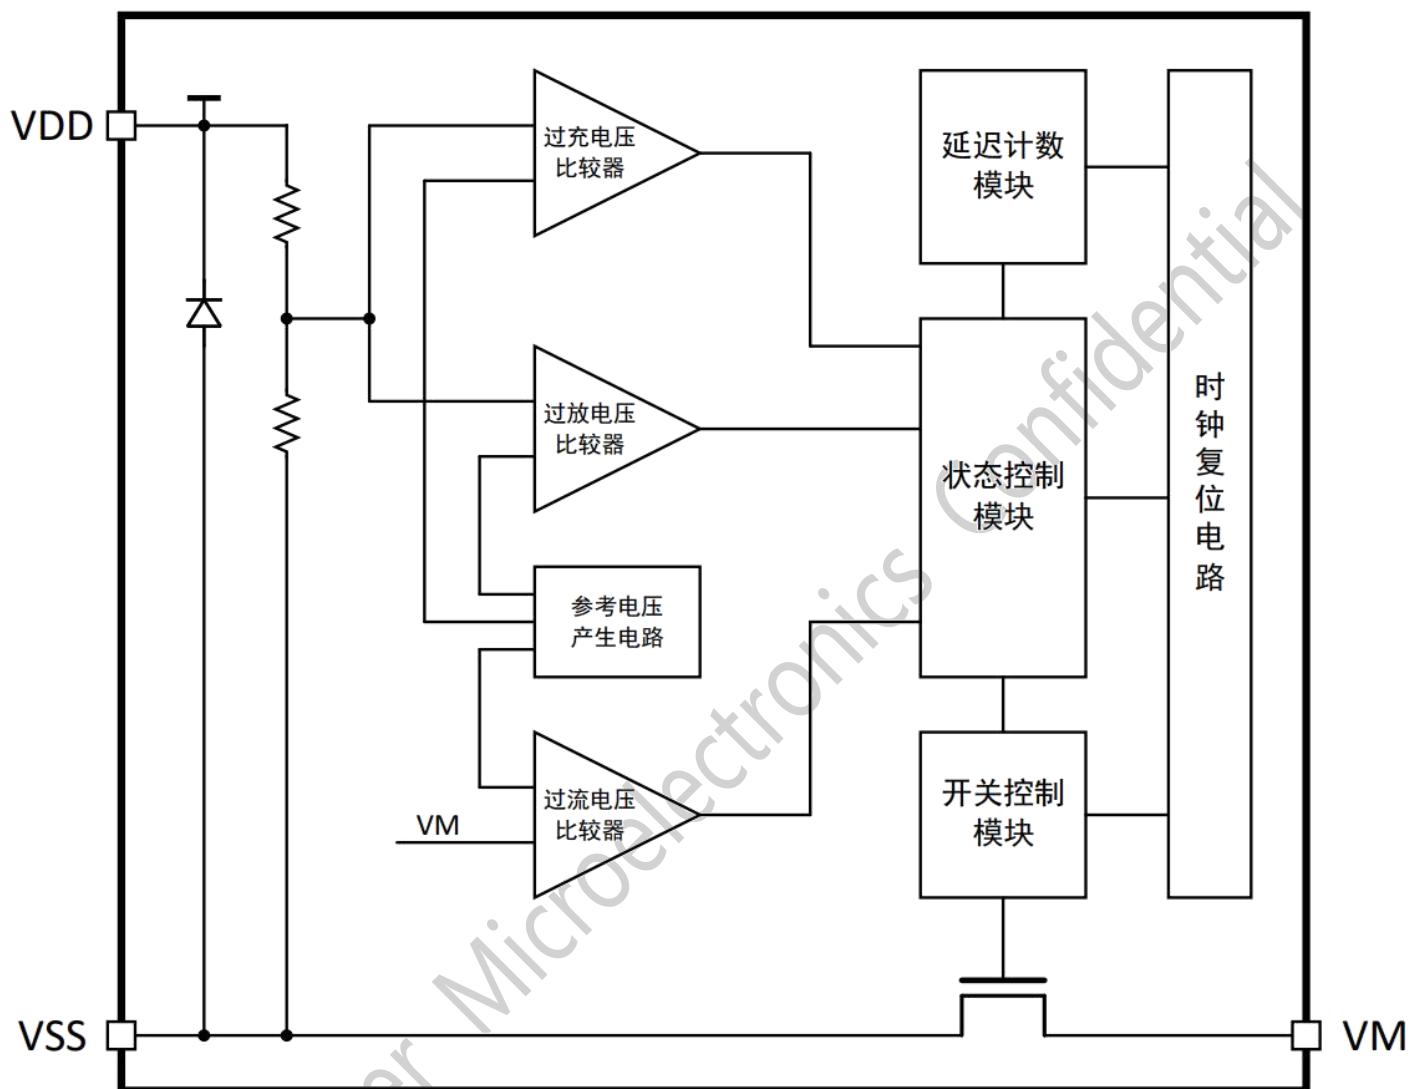 VDD
过充电压
比较器
延迟计数
模块
过放电压
比较器
状态控制
模块
时钟复位电路
参考电压
产生电路
过流电压
比较器
VM
开关控制
模块
VSS
VM
Microelectronics Confidential